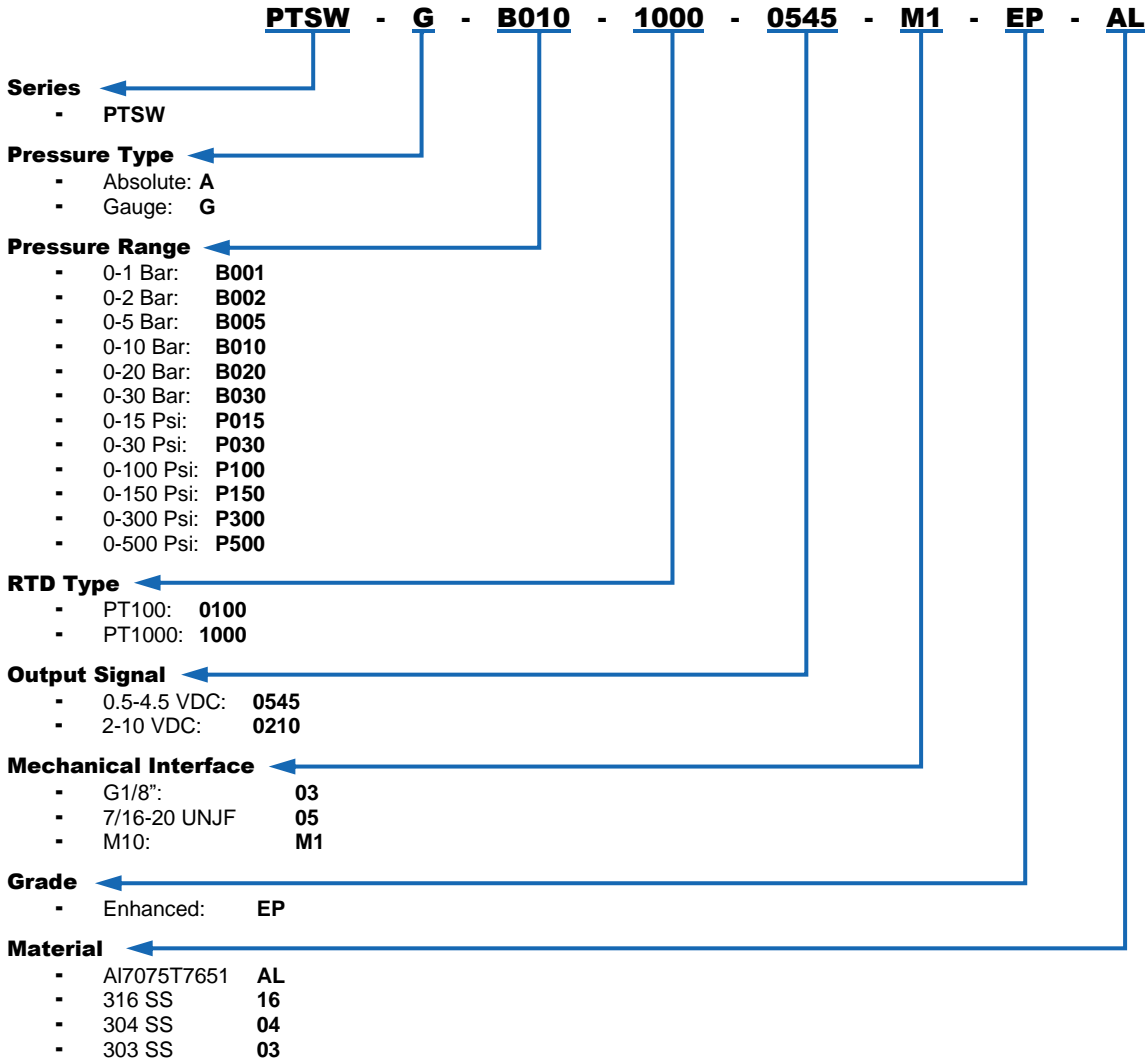 PTSW - G - B010 - 1000 - 0545 - M1 - EP - AL
Series
- PTSW
Pressure Type
- Absolute: A
- Gauge: G
Pressure Range
- 0-1 Bar: B001
- 0-2 Bar: B002
- 0-5 Bar: B005
- 0-10 Bar: B010
- 0-20 Bar: B020
- 0-30 Bar: B030
- 0-15 Psi: P015
- 0-30 Psi: P030
- 0-100 Psi: P100
- 0-150 Psi: P150
- 0-300 Psi: P300
- 0-500 Psi: P500
RTD Type
- PT100: 0100
- PT1000: 1000
Output Signal
- 0.5-4.5 VDC: 0545
- 2-10 VDC: 0210
Mechanical Interface
- G1/8”: 03
- 7/16-20 UNJF 05
- M10: M1
Grade
- Enhanced: EP
Material
- Al7075T7651 AL
- 316 SS 16
- 304 SS 04
- 303 SS 03